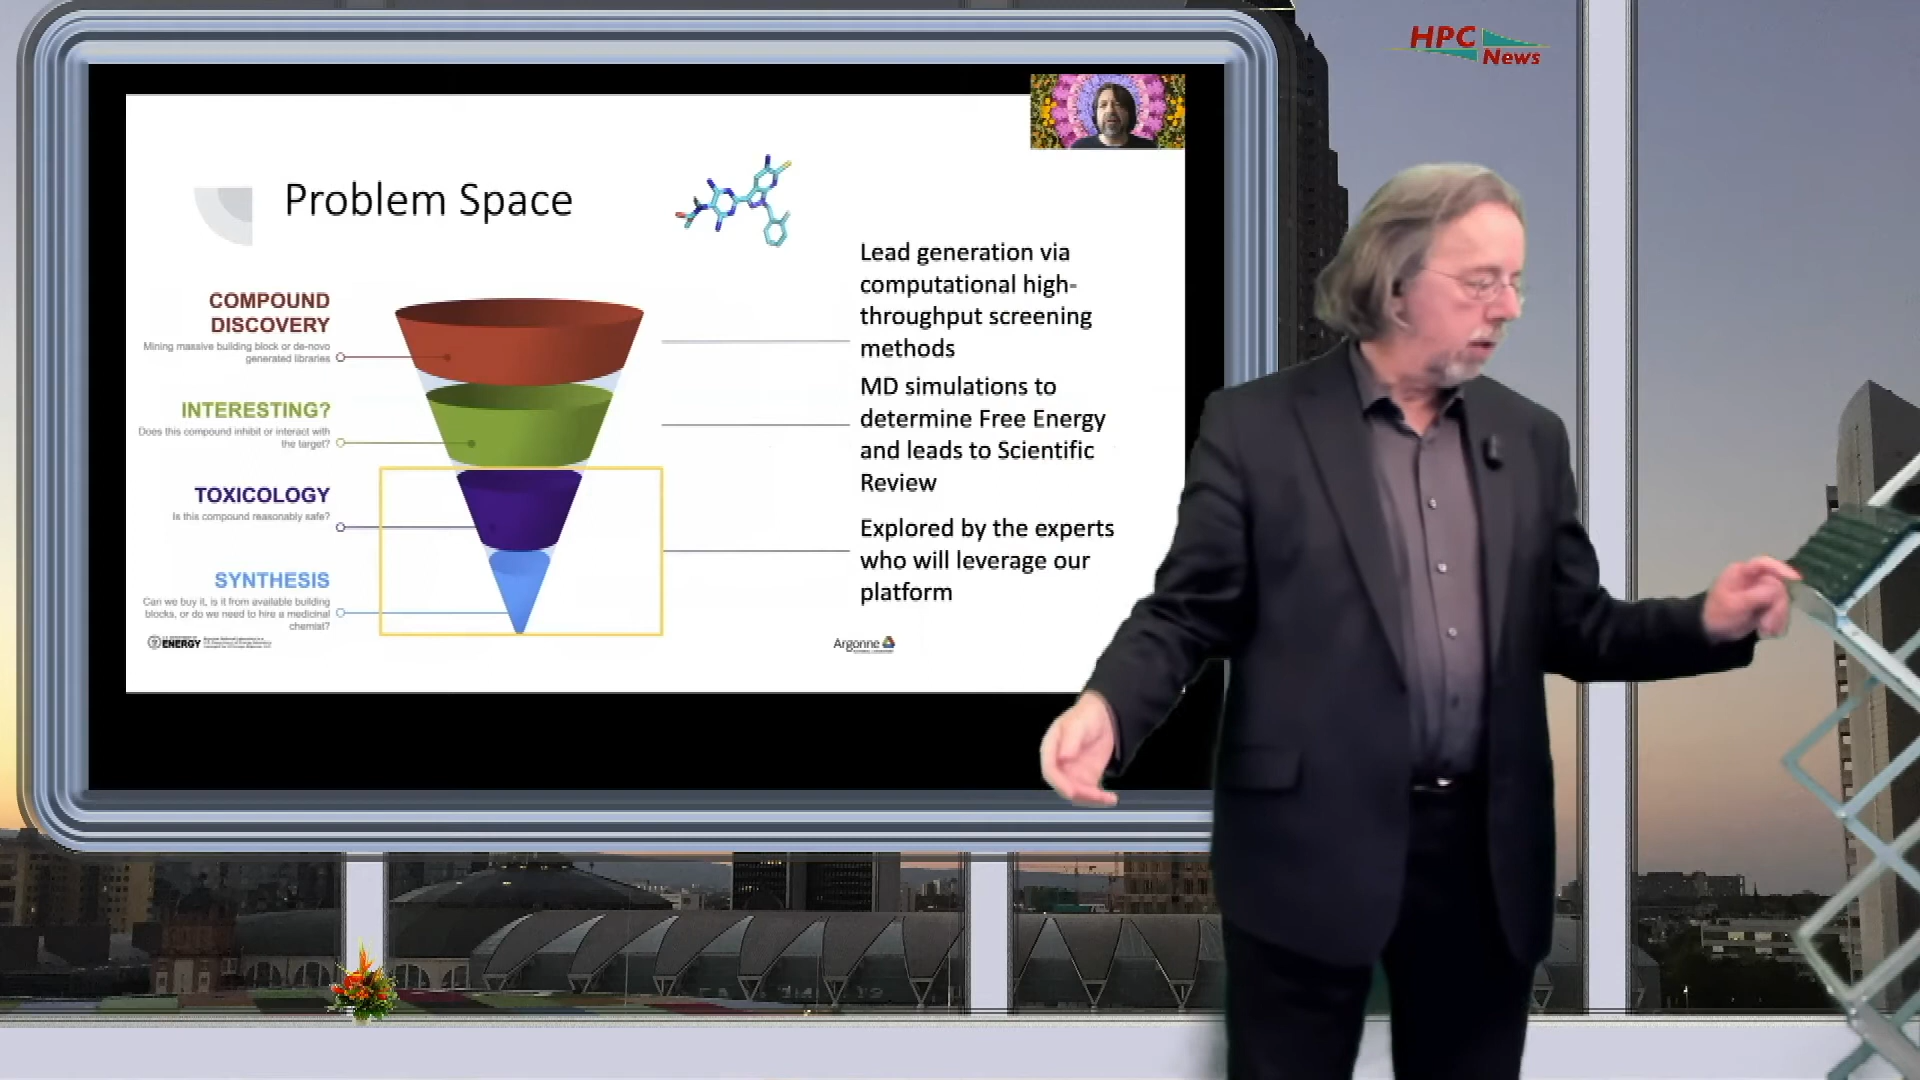 HPC
News
Problem Space
COMPOUND
DISCOVERY
Mining massive building block or de-novo
generated libraries
INTERESTING?
Does this compound inhibit or interact with
the target?
TOXICOLOGY
Is this compound reasonably safe?
SYNTHESIS
Can we buy it, is it from available building
blocks, or do we need to hire a medicinal
chemist?
Lead generation via
computational high-
throughput screening
methods
MD simulations to
determine Free Energy
and leads to Scientific
Review
Explored by the experts
who will leverage our
platform
ENERGY
Argonne